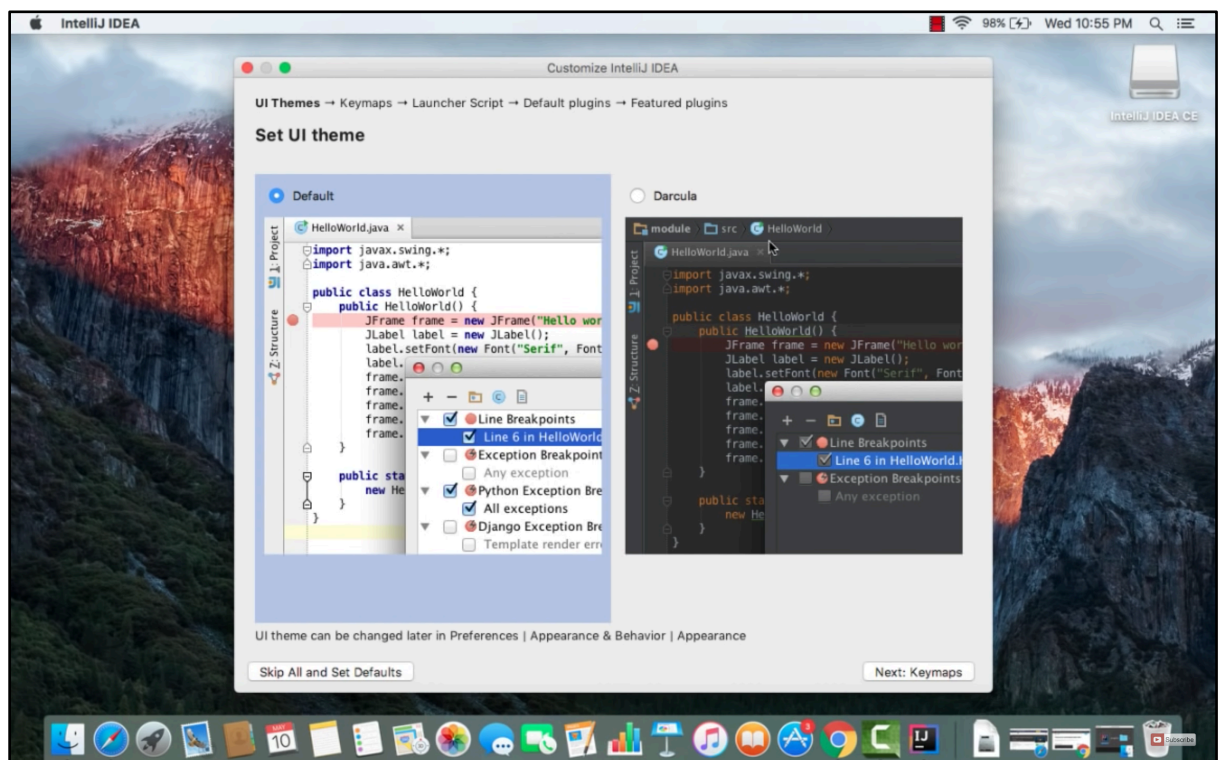 IntelliJ IDEA
98%
Wed 10:55 PM
Customize IntelliJ IDEA
IntelliJ IDEA CE
UI Themes → Keymaps → Launcher Script → Default plugins → Featured plugins
Set UI theme
Default
1: Project
Z: Structure
HelloWorld.java ×
import javax.swing.*;
import java.awt.*;
public class HelloWorld {
public HelloWorld() {
JFrame frame = new JFrame("Hello wor
JLabel label = new JLabel();
label.setFont(new Font("Serif", Font
label.
frame.
frame.
frame.
frame.
frame.
}
public sta
new He
}
}
Line Breakpoints
Line 6 in HelloWorld
Exception Breakpoint
Any exception
Python Exception Bre
All exceptions
Django Exception Bre
Template render erro
Darcula
module
src
HelloWorld
1: Project
Z: Structure
HelloWorld.java ×
import javax.swing.*;
import java.awt.*;
public class HelloWorld {
public HelloWorld() {
JFrame frame = new JFrame("Hello wor
JLabel label = new JLabel();
label.setFont(new Font("Serif", Font
label.
frame.
frame.
frame.
frame.
frame.
}
public sta
new He
}
}
Line Breakpoints
Line 6 in HelloWorld.H
Exception Breakpoints
Any exception
UI theme can be changed later in Preferences | Appearance & Behavior | Appearance
Skip All and Set Defaults
Next: Keymaps
MAY
10
3
IJ
Subscribe